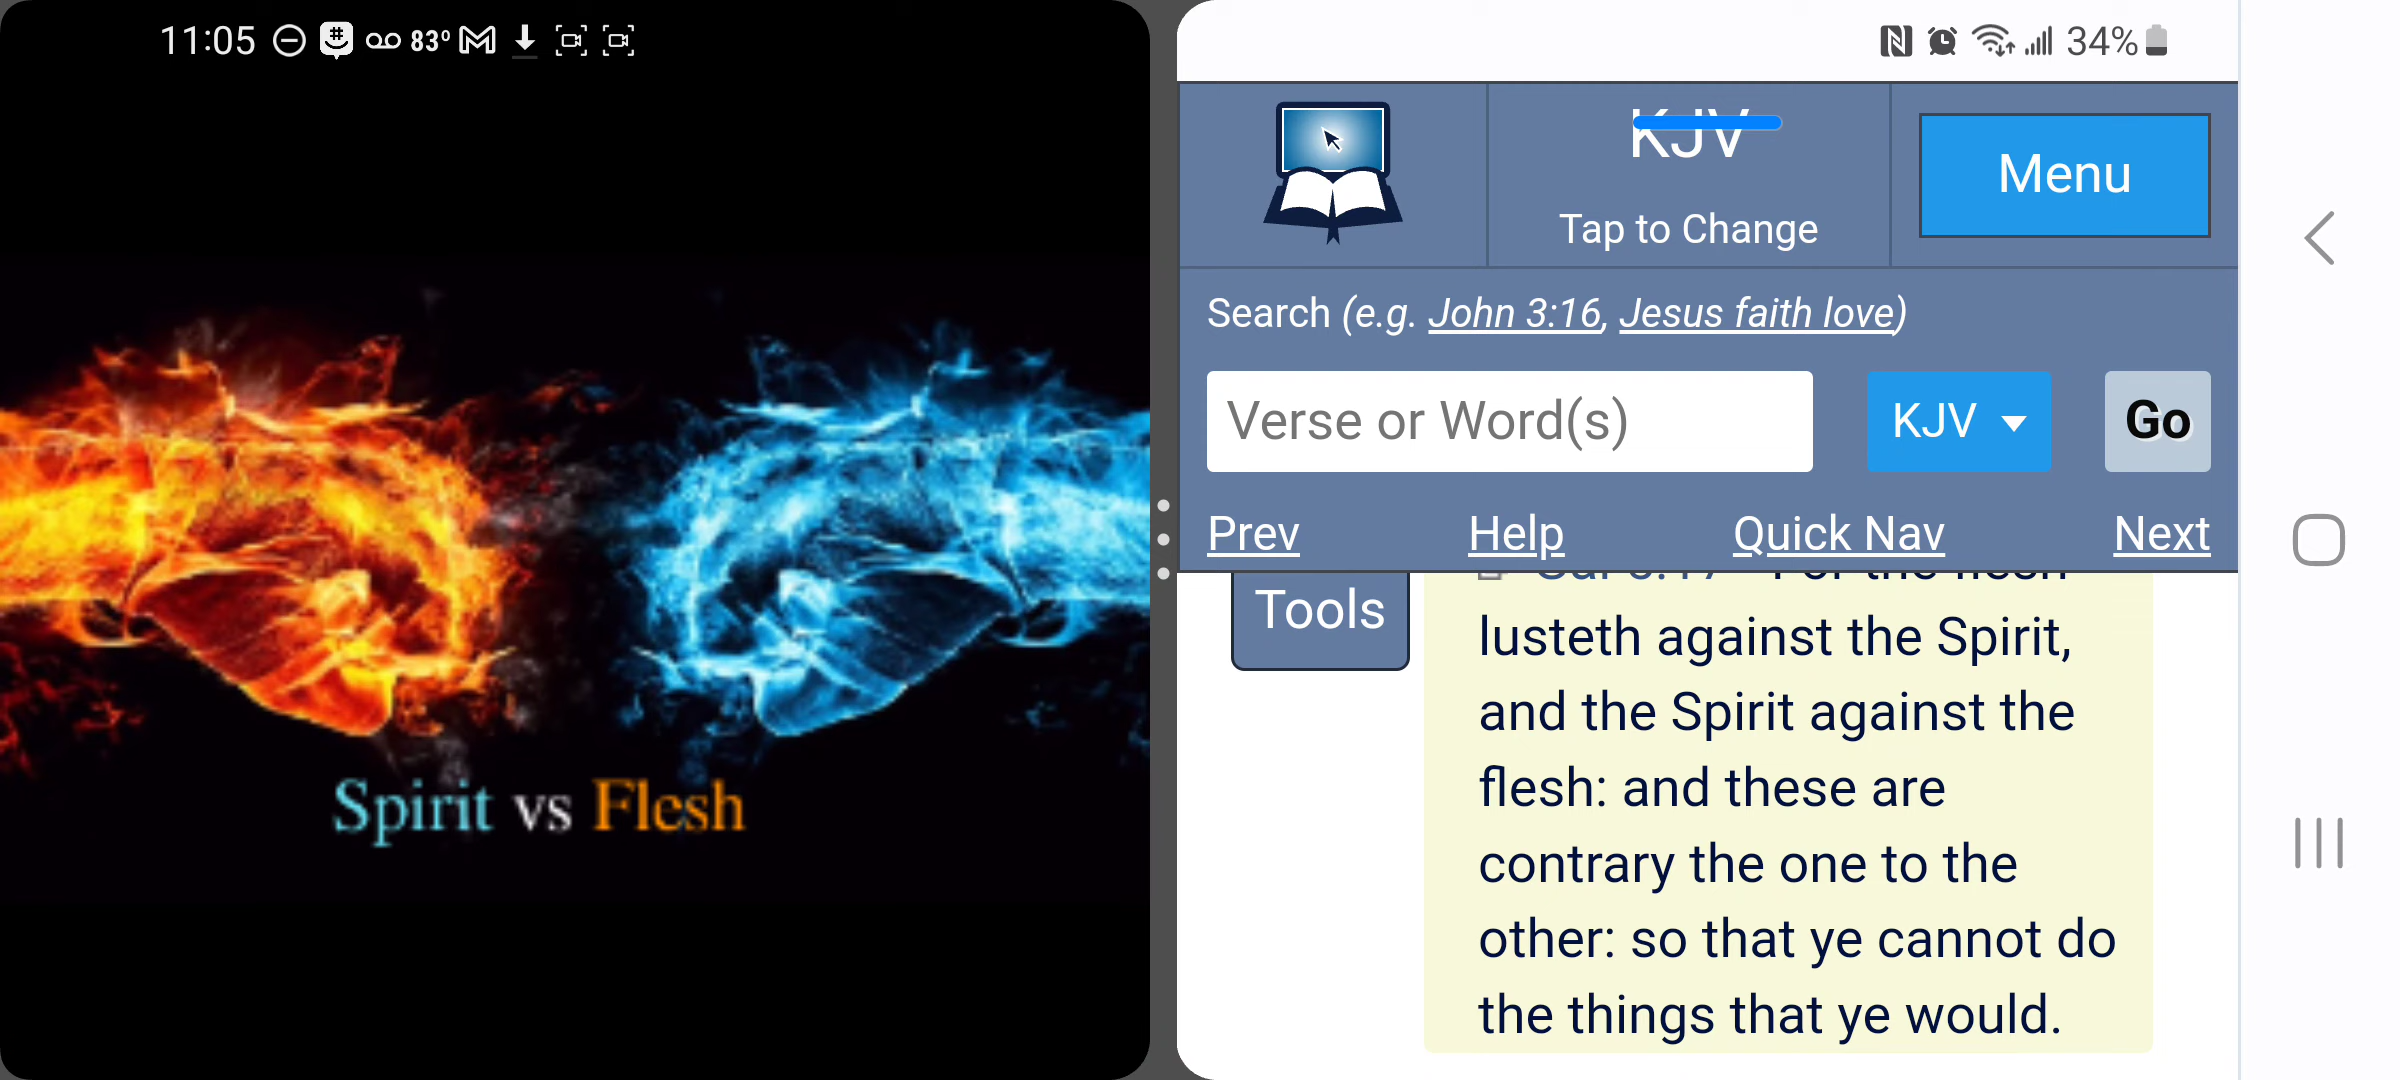 11:05 83°
Spirit vs Flesh
34%
KJV
Tap to Change
Menu
Search (e.g. John 3:16, Jesus faith love)
Verse or Word(s)
KJV
Go
Prev Help Quick Nav Next
Tools
For the flesh
lusteth against the Spirit,
and the Spirit against the
flesh: and these are
contrary the one to the
other: so that ye cannot do
the things that ye would.